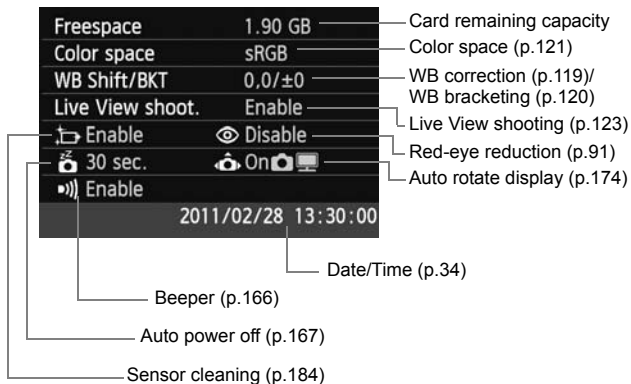 Freespace 1.90 GB
Color space sRGB
WB Shift/BKT 0,0/±0
Live View shoot. Enable
Enable Disable
30 sec. On
Enable
2011/02/28 13:30:00
Card remaining capacity
Color space (p.121)
WB correction (p.119)/
WB bracketing (p.120)
Live View shooting (p.123)
Red-eye reduction (p.91)
Auto rotate display (p.174)
Date/Time (p.34)
Beeper (p.166)
Auto power off (p.167)
Sensor cleaning (p.184)